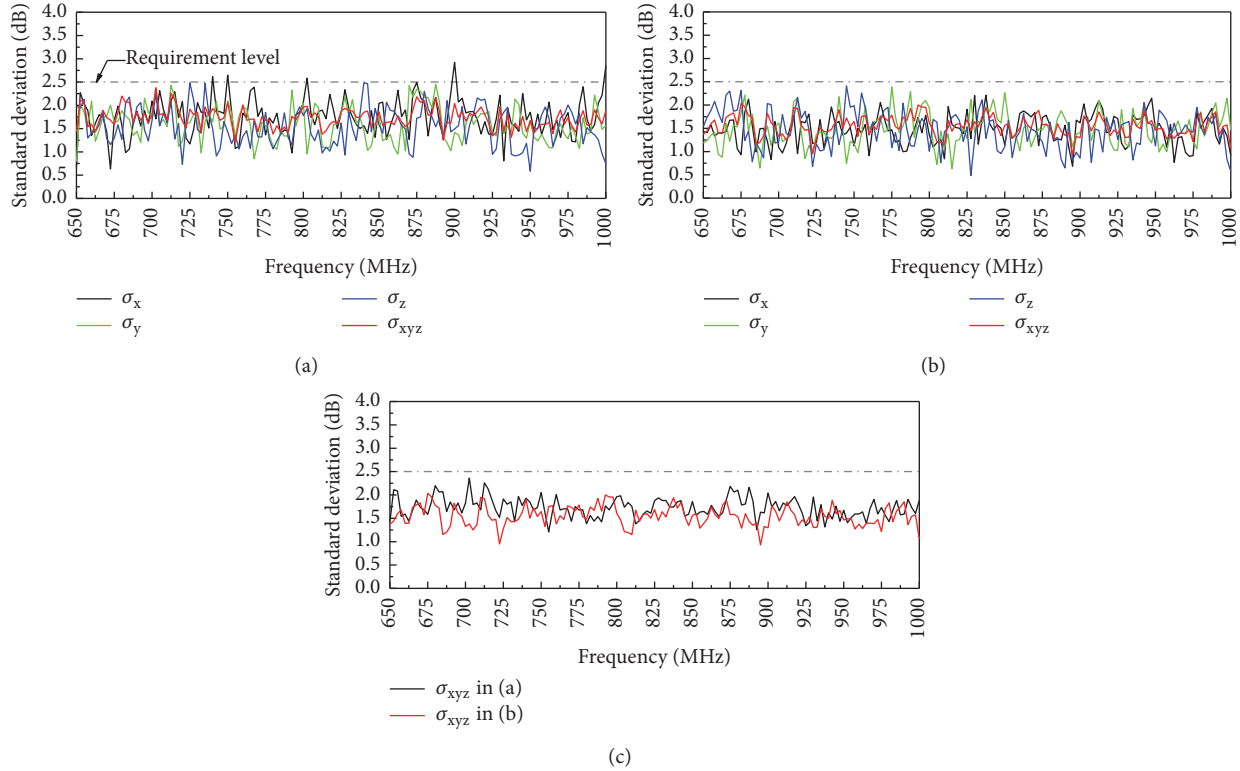 Standard deviation (dB)
4.0
3.5
3.0
2.5
2.0
1.5
1.0
0.5
0.0
Requirement level
650 675 700 725 750 775 800 825 850 875 900 925 950 975 1000
Frequency (MHz)
σx σz
σy σxyz
(a)
Standard deviation (dB)
4.0
3.5
3.0
2.5
2.0
1.5
1.0
0.5
0.0
650 675 700 725 750 775 800 825 850 875 900 925 950 975 1000
Frequency (MHz)
σx σz
σy σxyz
(b)
Standard deviation (dB)
4.0
3.5
3.0
2.5
2.0
1.5
1.0
0.5
0.0
650 675 700 725 750 775 800 825 850 875 900 925 950 975 1000
Frequency (MHz)
σxyz in (a)
σxyz in (b)
(c)